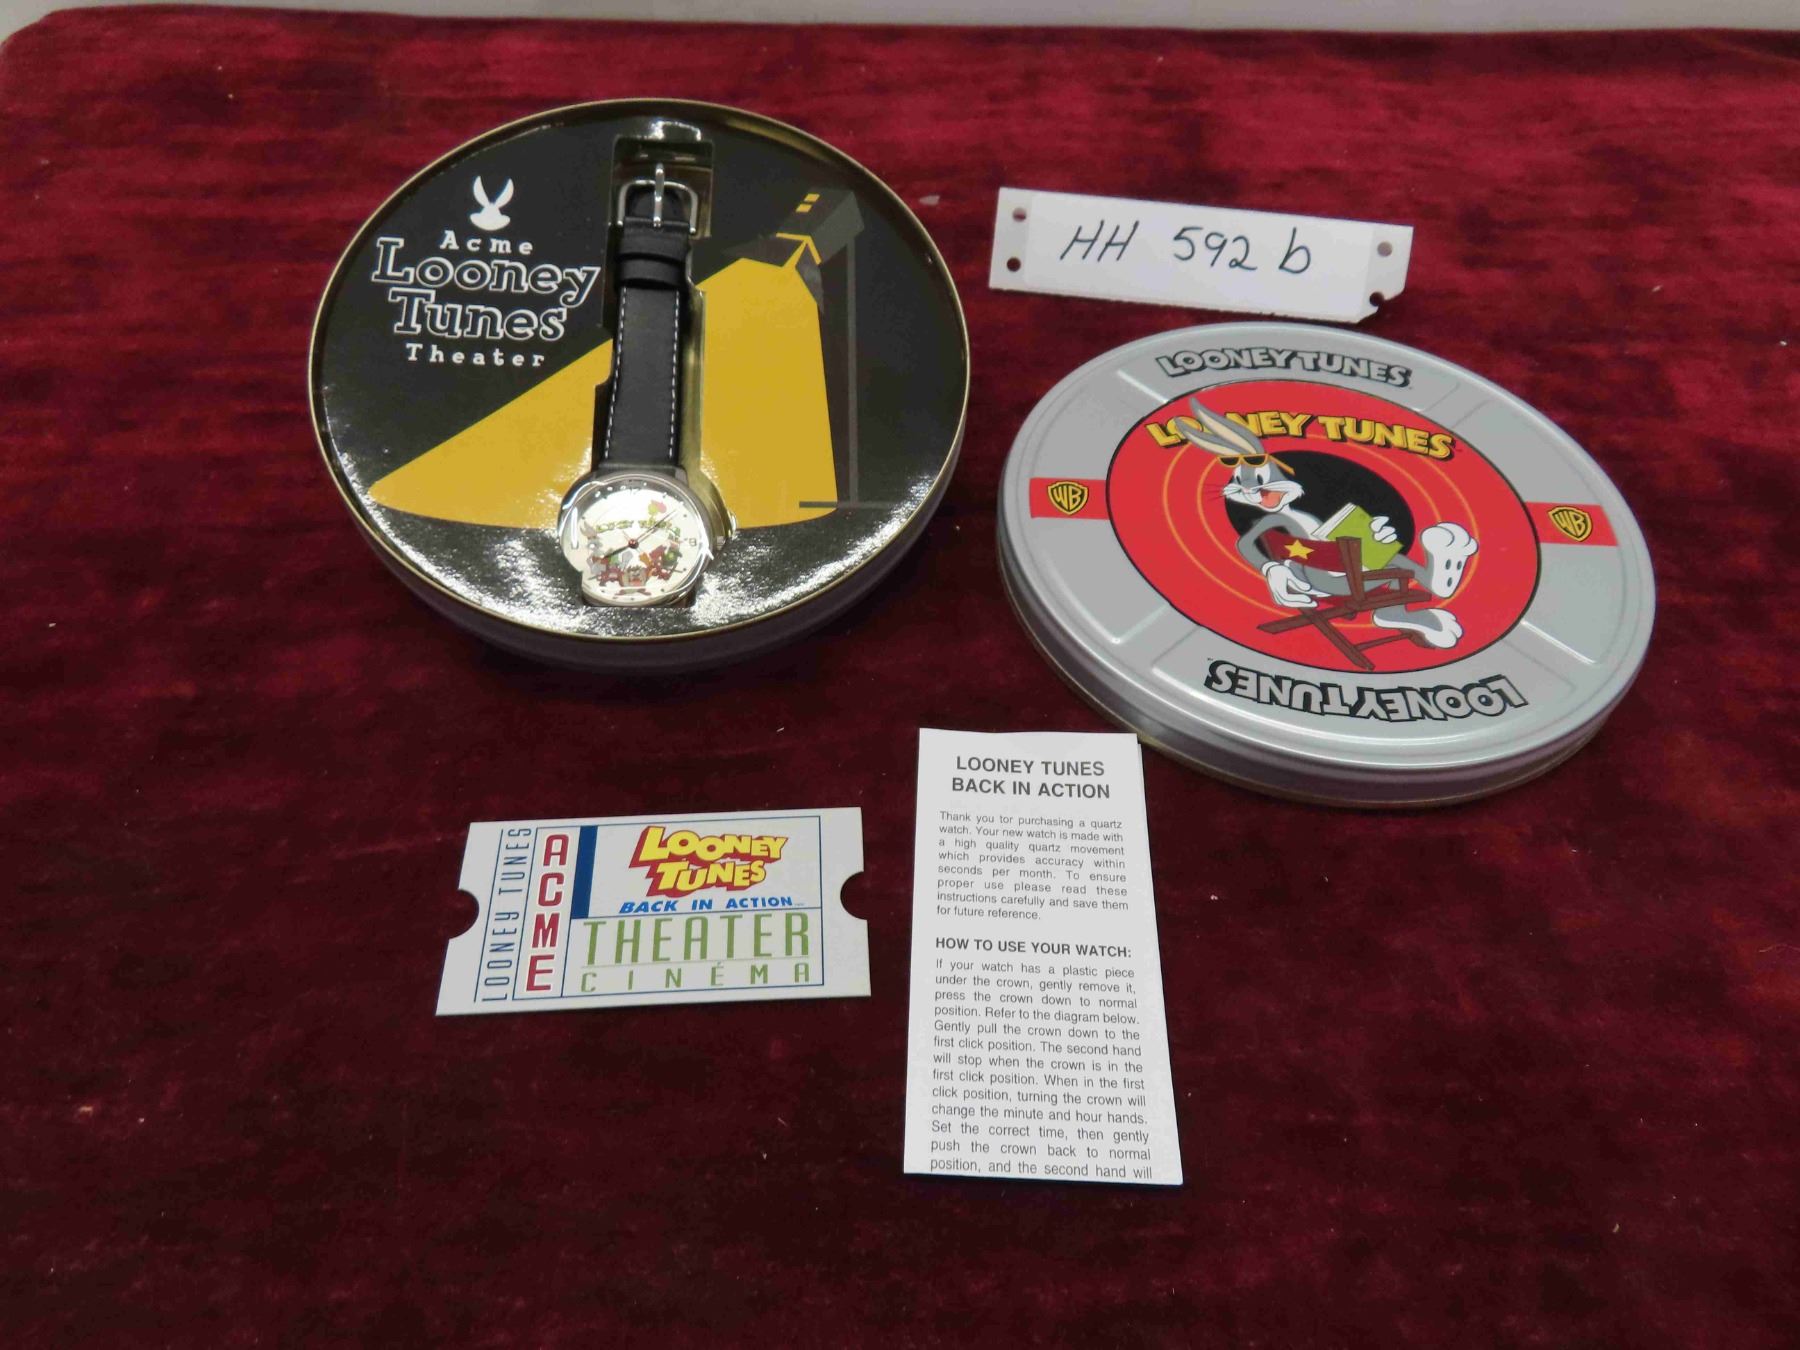 Acme
Looney
Tunes
Theater
LOONEY TUNES
HH 592 b
LOONEY TUNES
LOONEY TUNES
WB
WB
LOONEY TUNES
LOONEY TUNES
ACME
LOONEY
TUNES
BACK IN ACTION
THEATER
CINÉMA
LOONEY TUNES
BACK IN ACTION
Thank you tor purchasing a quartz
watch. Your new watch is made with
a high quality quartz movement
which provides accuracy within
seconds per month. To ensure
proper use please read these
instructions carefully and save them
for future reference.
HOW TO USE YOUR WATCH:
If your watch has a plastic piece
under the crown, gently remove it,
press the crown down to normal
position. Refer to the diagram below.
Gently pull the crown down to the
first click position. The second hand
will stop when the crown is in the
first click position. When in the first
click position, turning the crown will
change the minute and hour hands.
Set the correct time, then gently
push the crown back to normal
position, and the second hand will